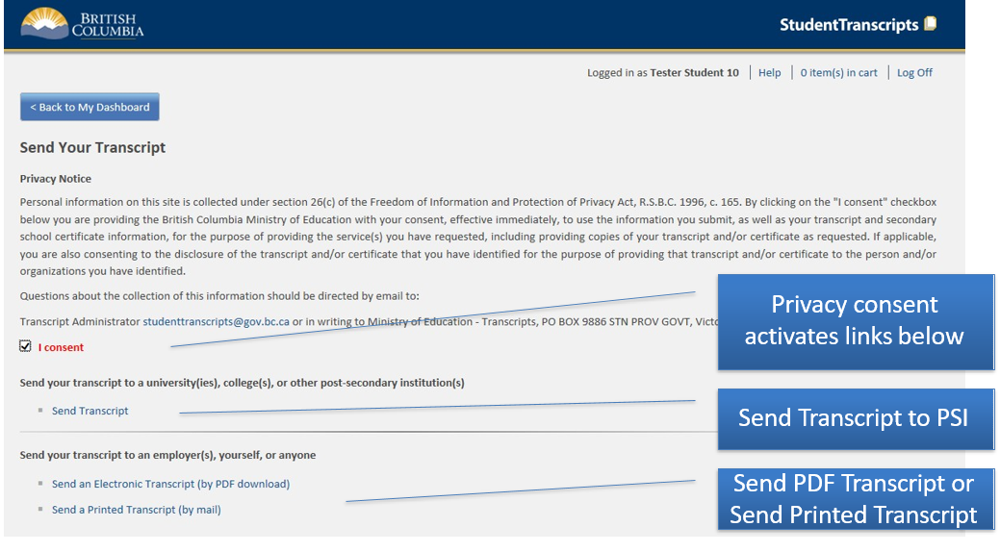 BRITISH
COLUMBIA
StudentTranscripts
Logged in as Tester Student 10 | Help | 0 item(s) in cart | Log Off
< Back to My Dashboard
Send Your Transcript
Privacy Notice
Personal information on this site is collected under section 26(c) of the Freedom of Information and Protection of Privacy Act, R.S.B.C. 1996, c. 165. By clicking on the "I consent" checkbox
below you are providing the British Columbia Ministry of Education with your consent, effective immediately, to use the information you submit, as well as your transcript and secondary
school certificate information, for the purpose of providing the service(s) you have requested, including providing copies of your transcript and/or certificate as requested. If applicable,
you are also consenting to the disclosure of the transcript and/or certificate that you have identified for the purpose of providing that transcript and/or certificate to the person and/or
organizations you have identified.
Questions about the collection of this information should be directed by email to:
Transcript Administrator studenttranscripts@gov.bc.ca or in writing to Ministry of Education - Transcripts, PO BOX 9886 STN PROV GOVT, Victo
I consent
Privacy consent
activates links below
Send your transcript to a university(ies), college(s), or other post-secondary institution(s)
Send Transcript
Send Transcript to PSI
Send your transcript to an employer(s), yourself, or anyone
Send an Electronic Transcript (by PDF download)
Send a Printed Transcript (by mail)
Send PDF Transcript or
Send Printed Transcript